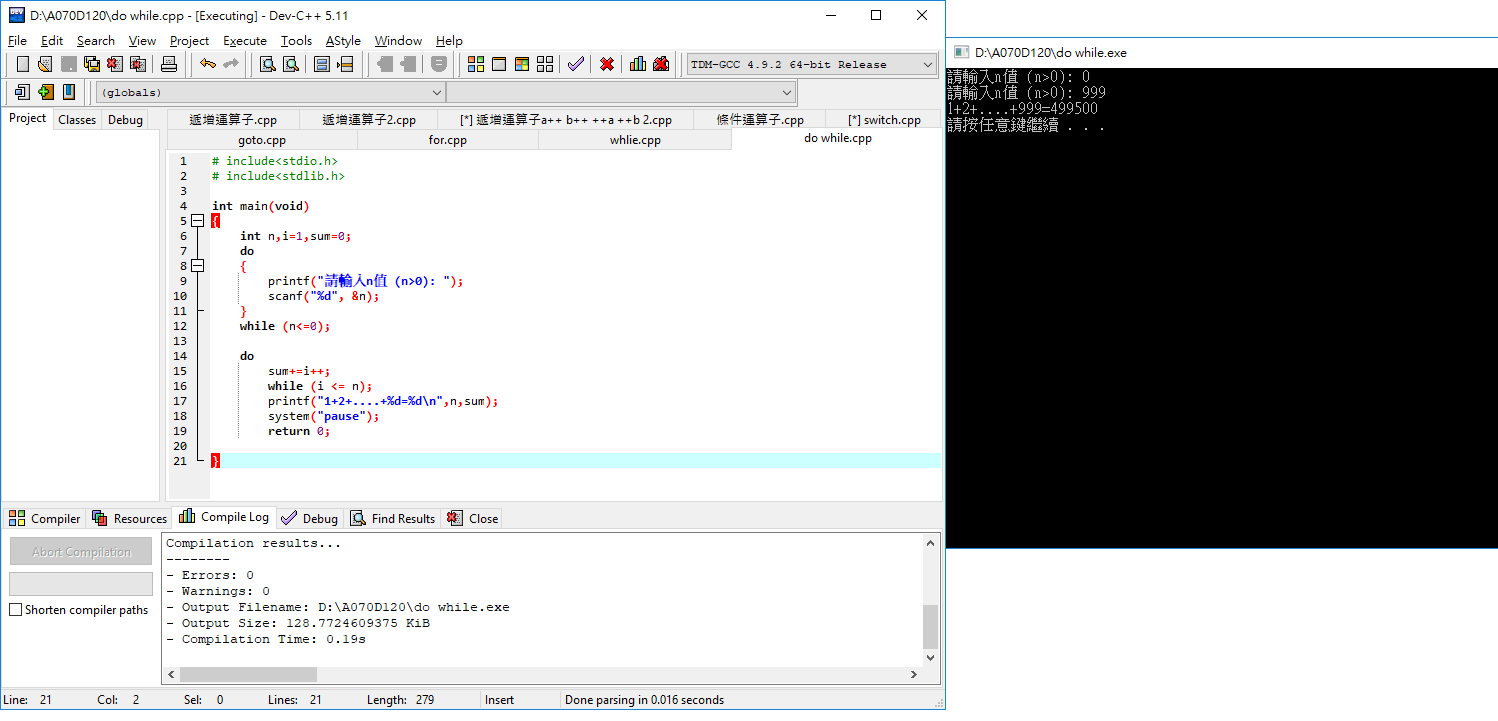 D:\A070D120\do while.cpp - [Executing] - Dev-C++ 5.11
File Edit Search View Project Execute Tools AStyle Window Help
TDM-GCC 4.9.2 64-bit Release
(globals)
Project Classes Debug
遞增運算子.cpp 遞增運算子2.cpp [*] 遞增運算子a++ b++ ++a ++b 2.cpp 條件運算子.cpp [*] switch.cpp
goto.cpp for.cpp whlie.cpp do while.cpp
1 # include<stdio.h>
2 # include<stdlib.h>
3
4 int main(void)
5 {
6 int n,i=1,sum=0;
7 do
8 {
9 printf("請輸入n值 (n>0): ");
10 scanf("%d", &n);
11 }
12 while (n<=0);
13
14 do
15 sum+=i++;
16 while (i <= n);
17 printf("1+2+....+%d=%d\n",n,sum);
18 system("pause");
19 return 0;
20
21 }
Compiler Resources Compile Log Debug Find Results Close
Abort Compilation
Shorten compiler paths
Compilation results...
--------
- Errors: 0
- Warnings: 0
- Output Filename: D:\A070D120\do while.exe
- Output Size: 128.7724609375 KiB
- Compilation Time: 0.19s
Line: 21 Col: 2 Sel: 0 Lines: 21 Length: 279 Insert Done parsing in 0.016 seconds
D:\A070D120\do while.exe
請輸入n值 (n>0): 0
請輸入n值 (n>0): 999
1+2+....+999=499500
請按任意鍵繼續 . . .